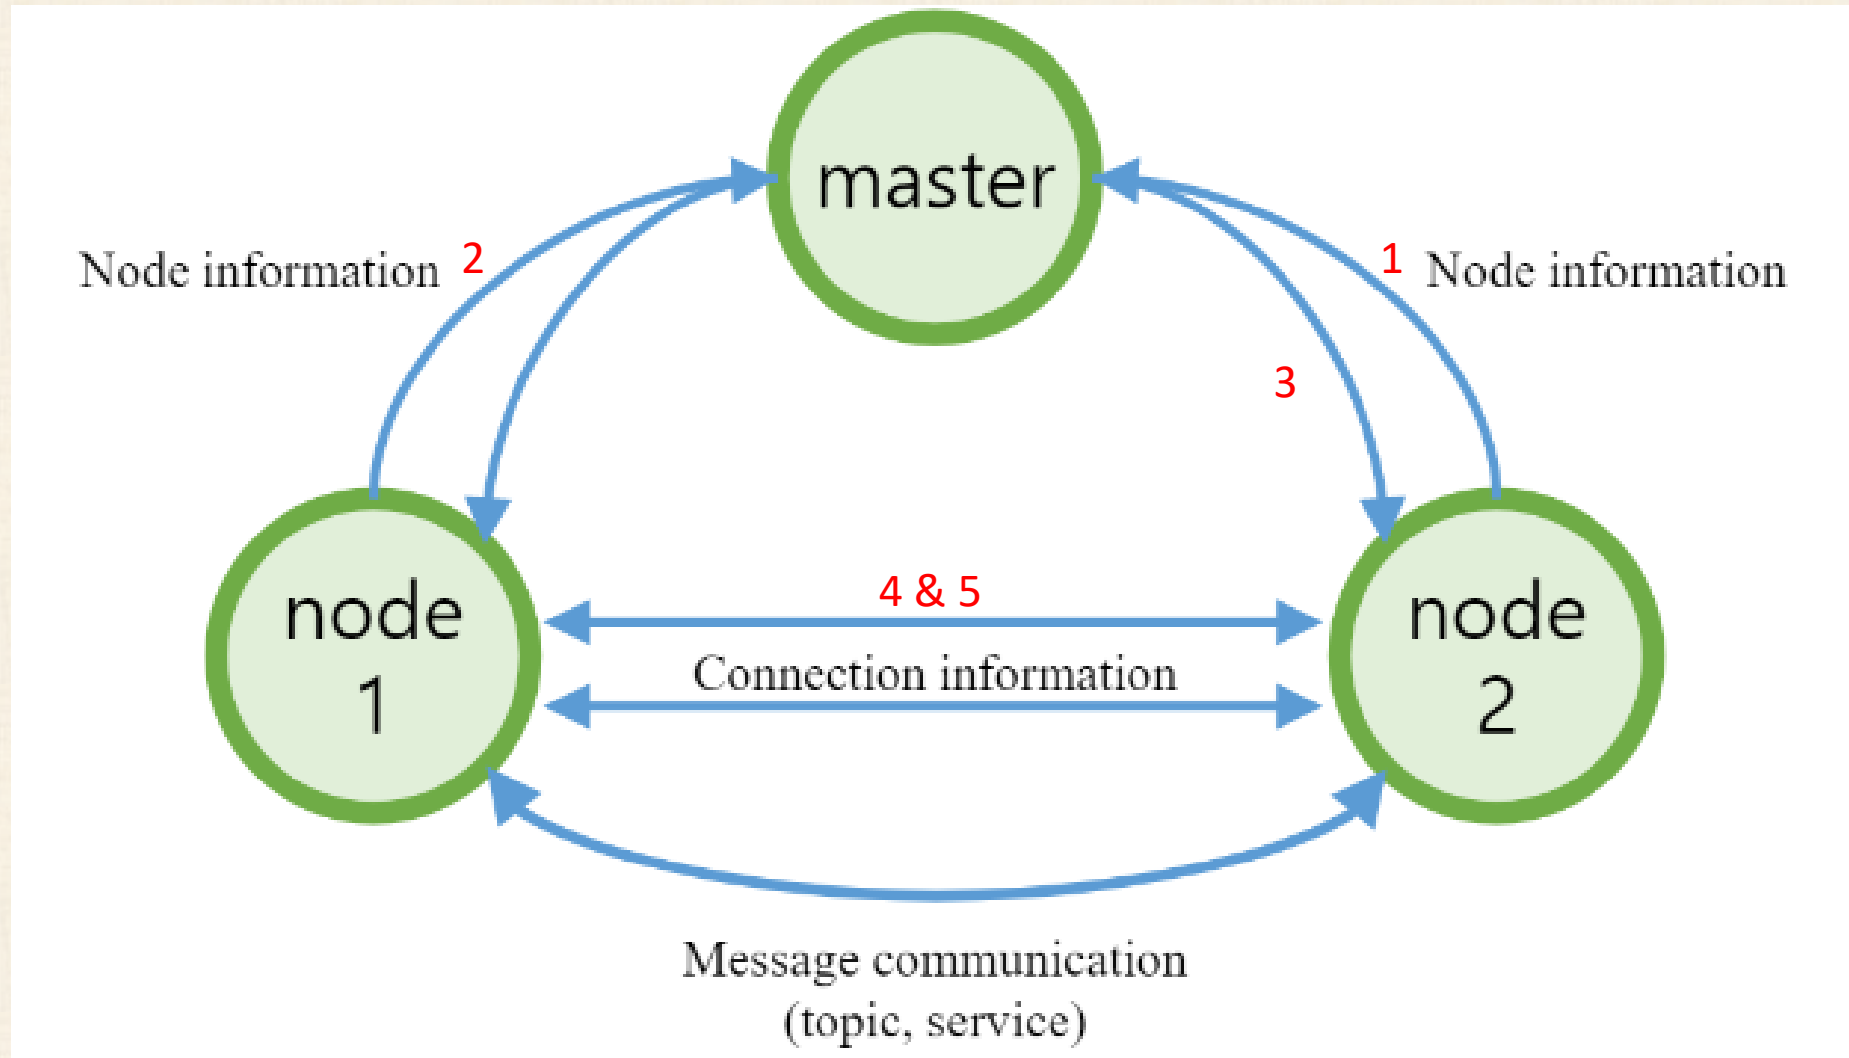 master
Node information
2
1
Node information
3
node
1
node
2
4 & 5
Connection information
Message communication
(topic, service)